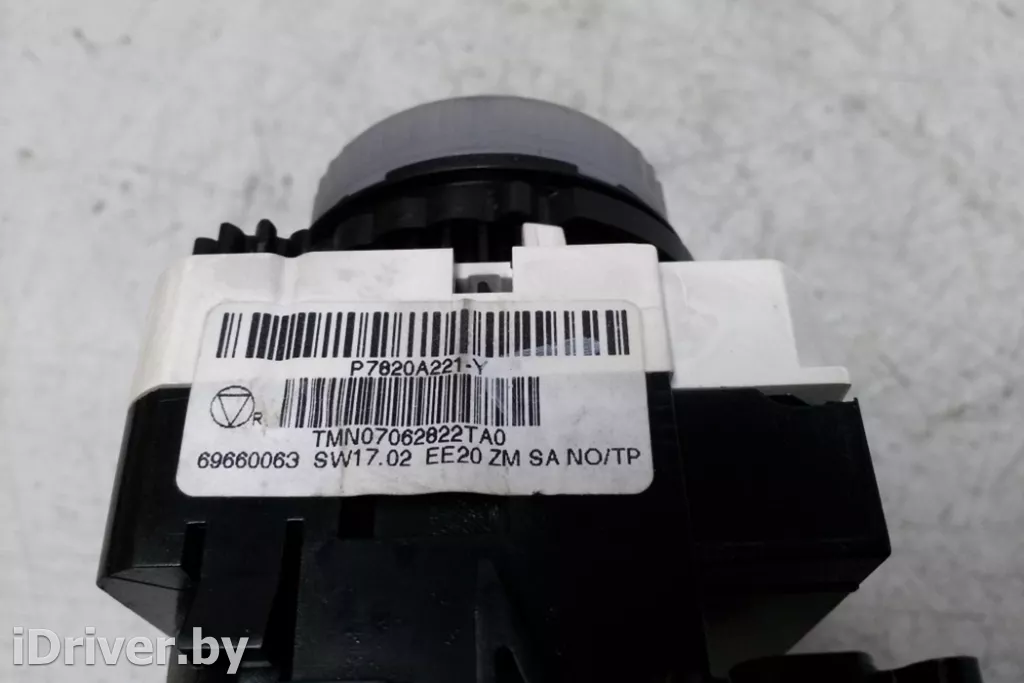 P7820A221-Y
R
TMN07062822TA0
69660063 SW17.02 EE20 ZM SA NO/TP
iDriver.by